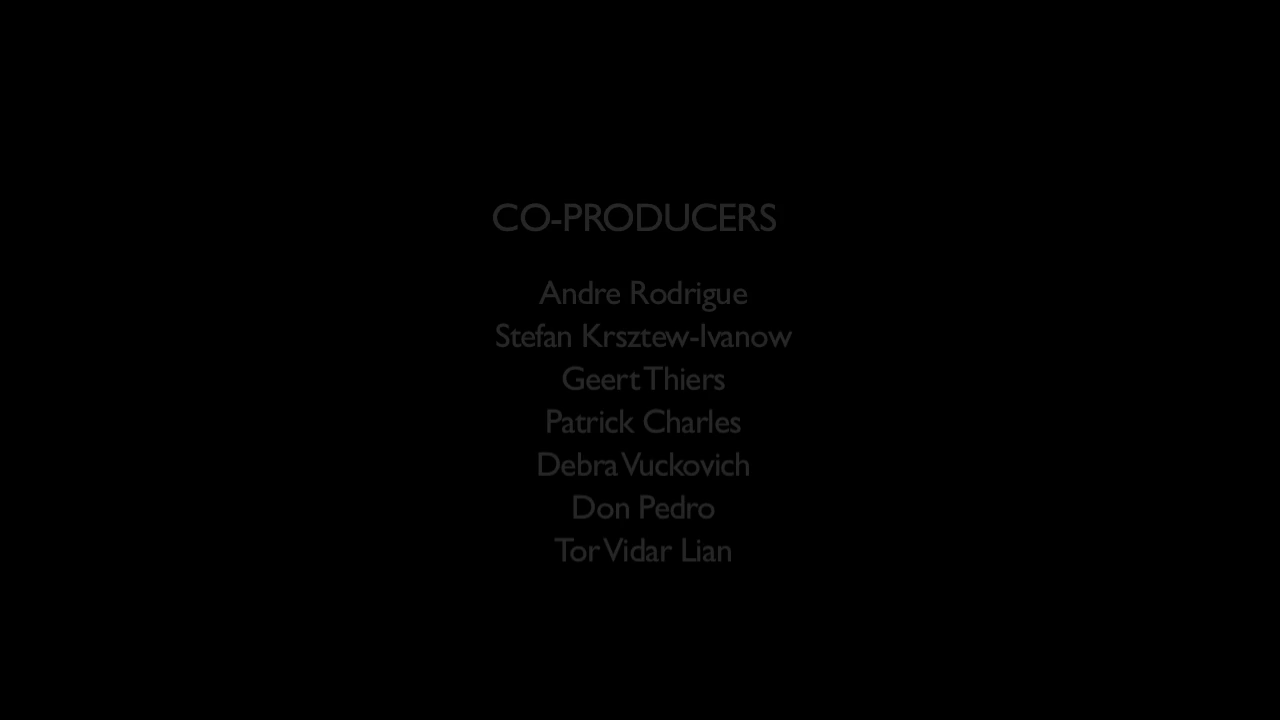 CO-PRODUCERS
Andre Rodrigue
Stefan Krsztew-Ivanow
Geert Thiers
Patrick Charles
Debra Vuckovich
Don Pedro
Tor Vidar Lian